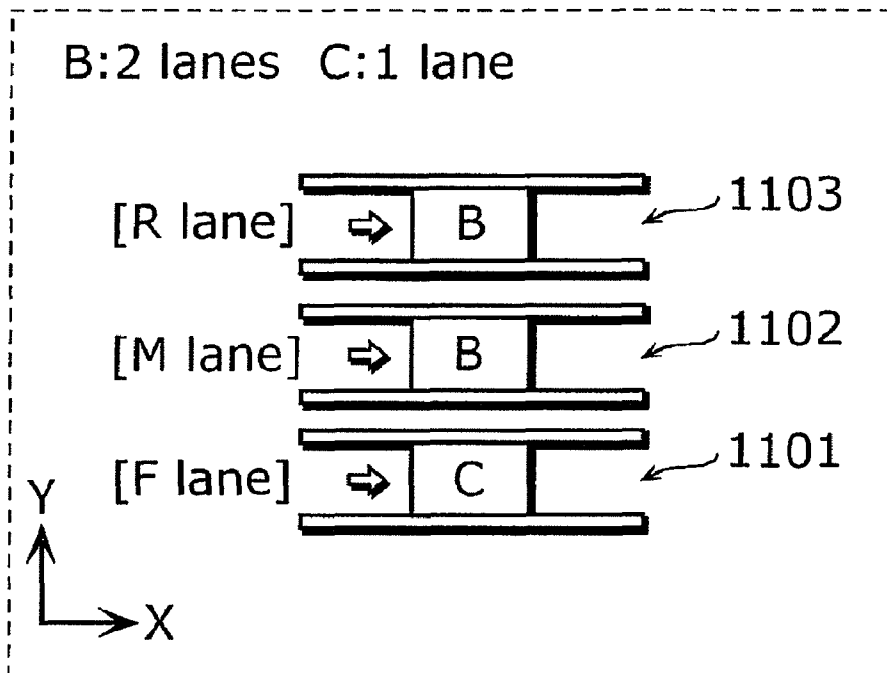 B:2 lanes C:1 lane
[R lane] B 1103
[M lane] B 1102
[F lane] C 1101
Y
X